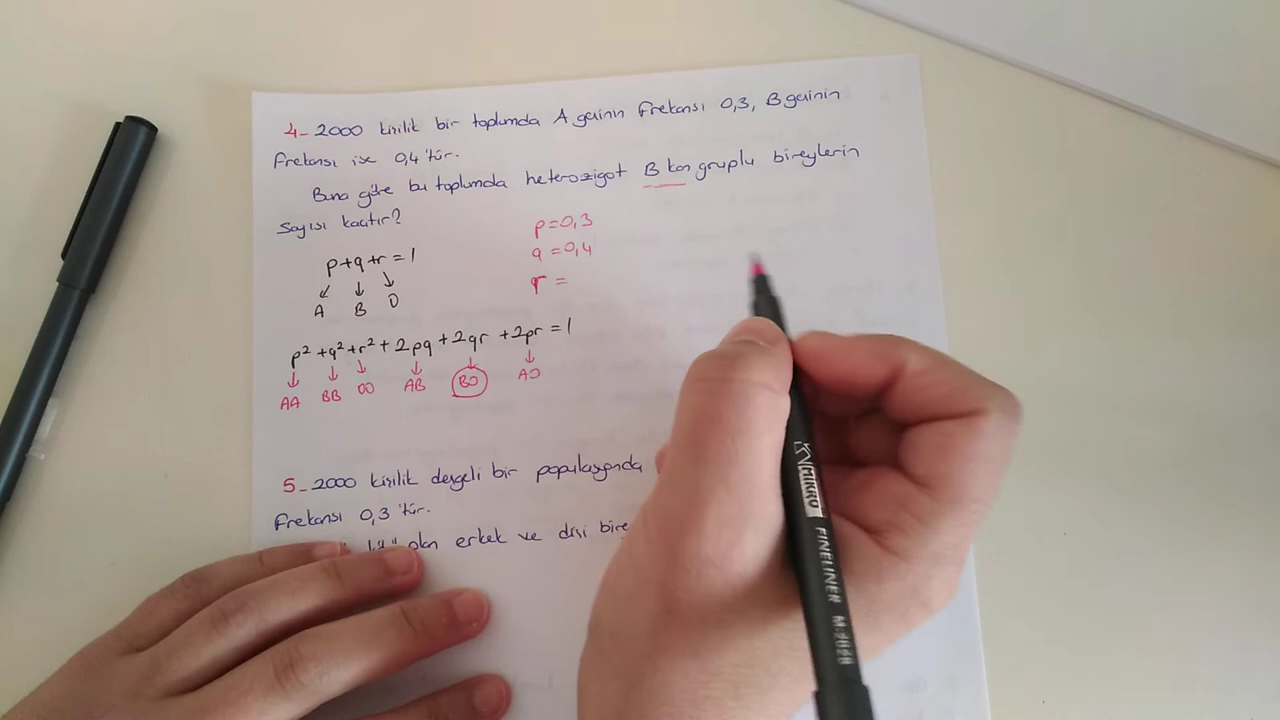 4- 2000 kişilik bir toplumda A geninin frekansı 0,3, B geninin
frekansı ise 0,4'tür.
Buna göre bu toplumda heterozigot B kan gruplu bireylerin
sayısı kaçtır?
p+q+r = 1
A B O
p=0,3
q=0,4
r =
p² + q² + r² + 2pq + 2qr + 2pr = 1
AA BB OO AB BO AO
5- 2000 kişilik dengeli bir populasyonda
frekansı 0,3'tür.
olan erkek ve dişi bire
MIKRO FINELINER M-2028